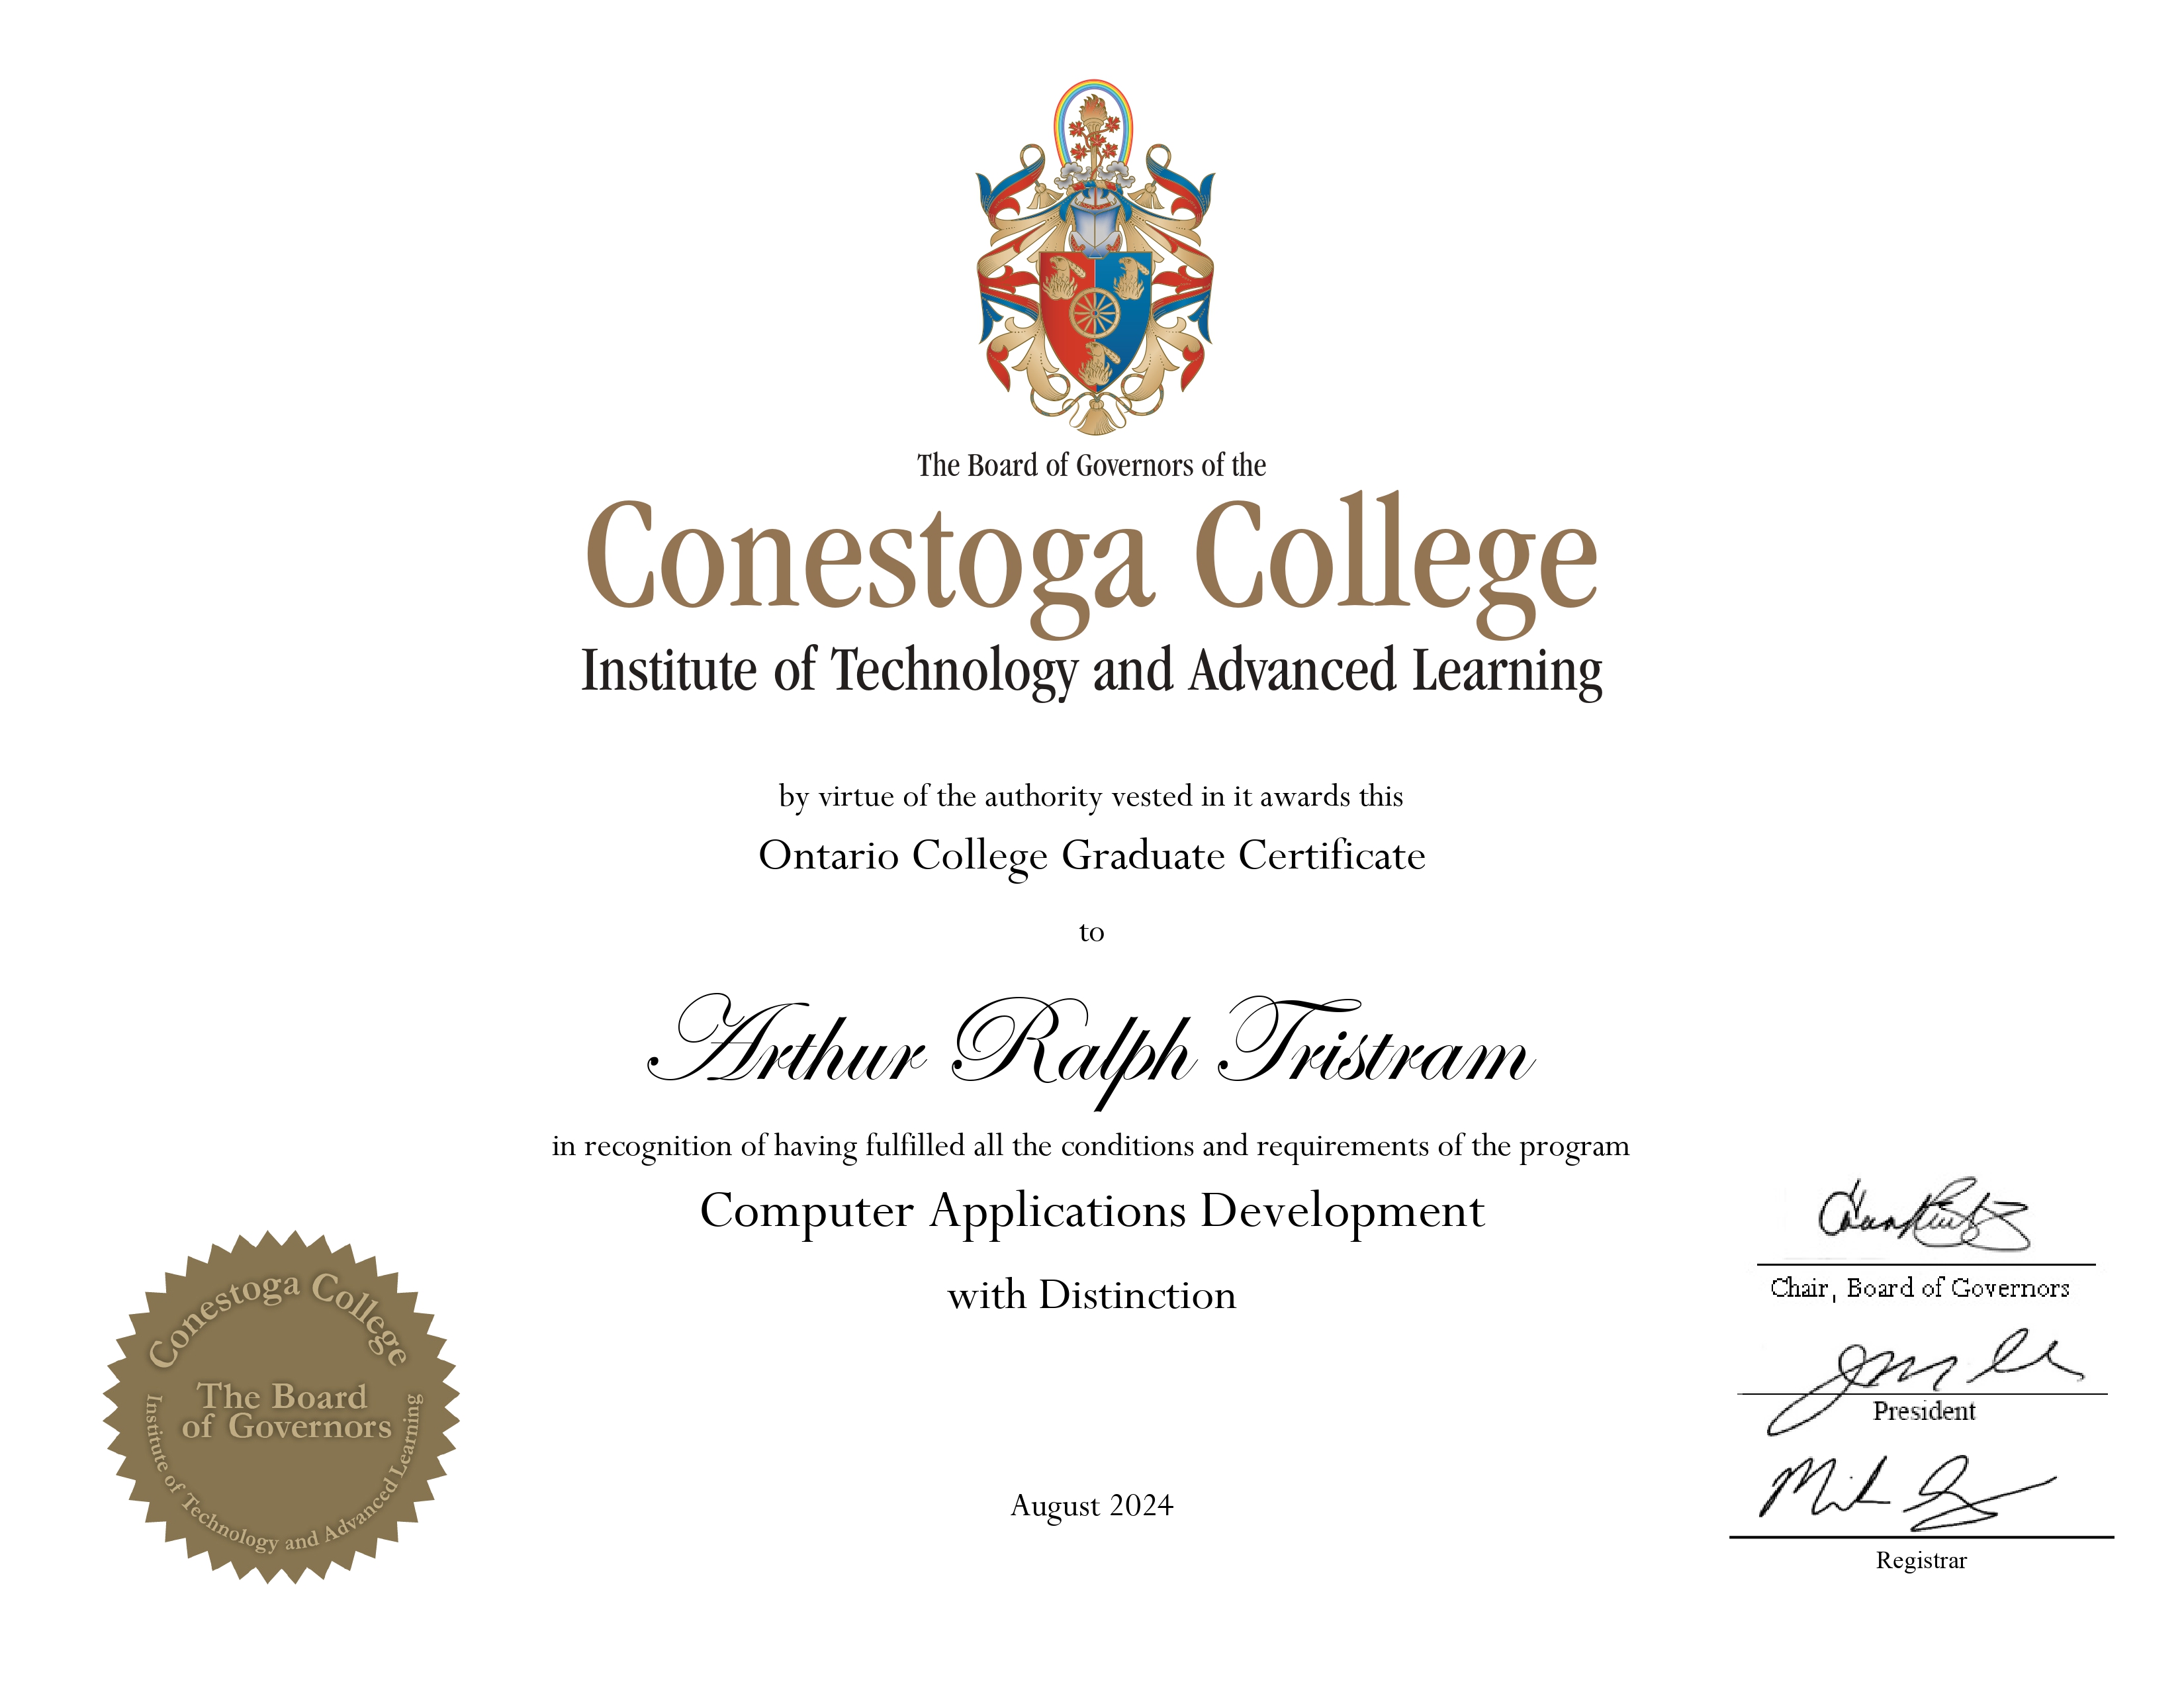 The Board of Governors of the
Conestoga College
Institute of Technology and Advanced Learning
by virtue of the authority vested in it awards this
Ontario College Graduate Certificate
to
Arthur Ralph Tristram
in recognition of having fulfilled all the conditions and requirements of the program
Computer Applications Development
with Distinction
August 2024
Conestoga College
The Board
of Governors
Institute of Technology and Advanced Learning
Chair, Board of Governors
President
Registrar